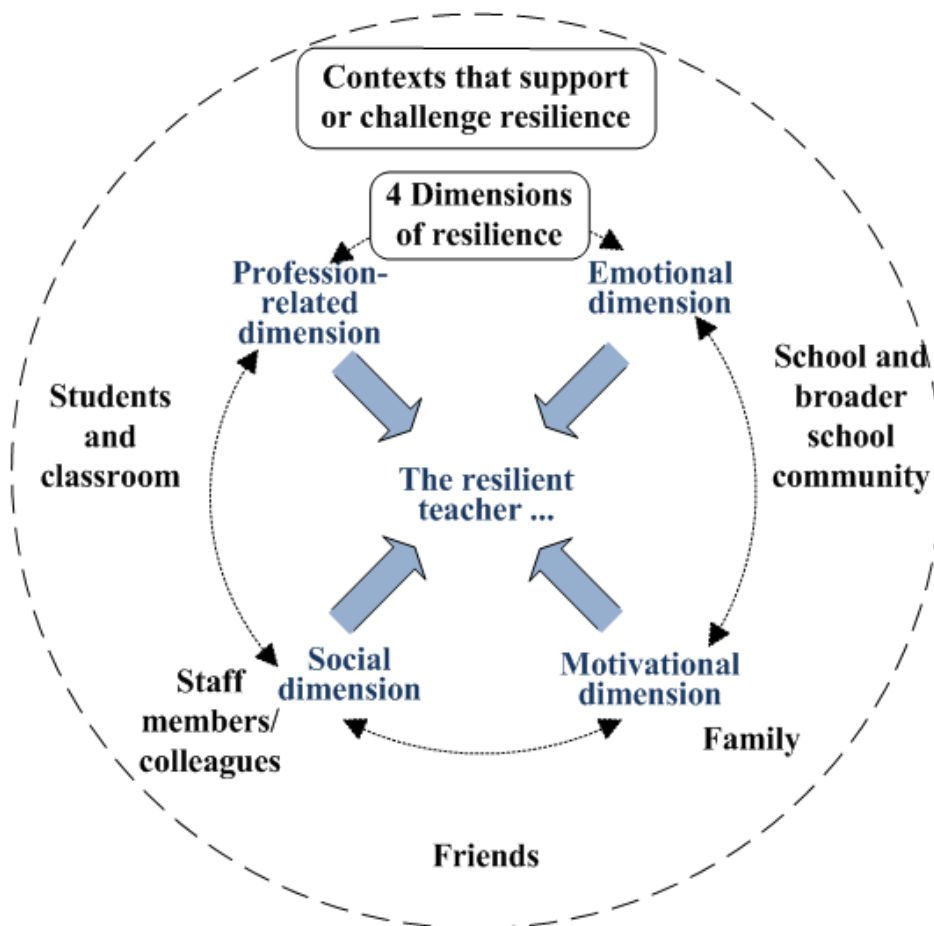 Contexts that support
or challenge resilience
4 Dimensions
of resilience
Profession-
related
dimension
Emotional
dimension
Students
and
classroom
School and
broader
school
community
The resilient
teacher ...
Social
dimension
Motivational
dimension
Staff
members/
colleagues
Family
Friends